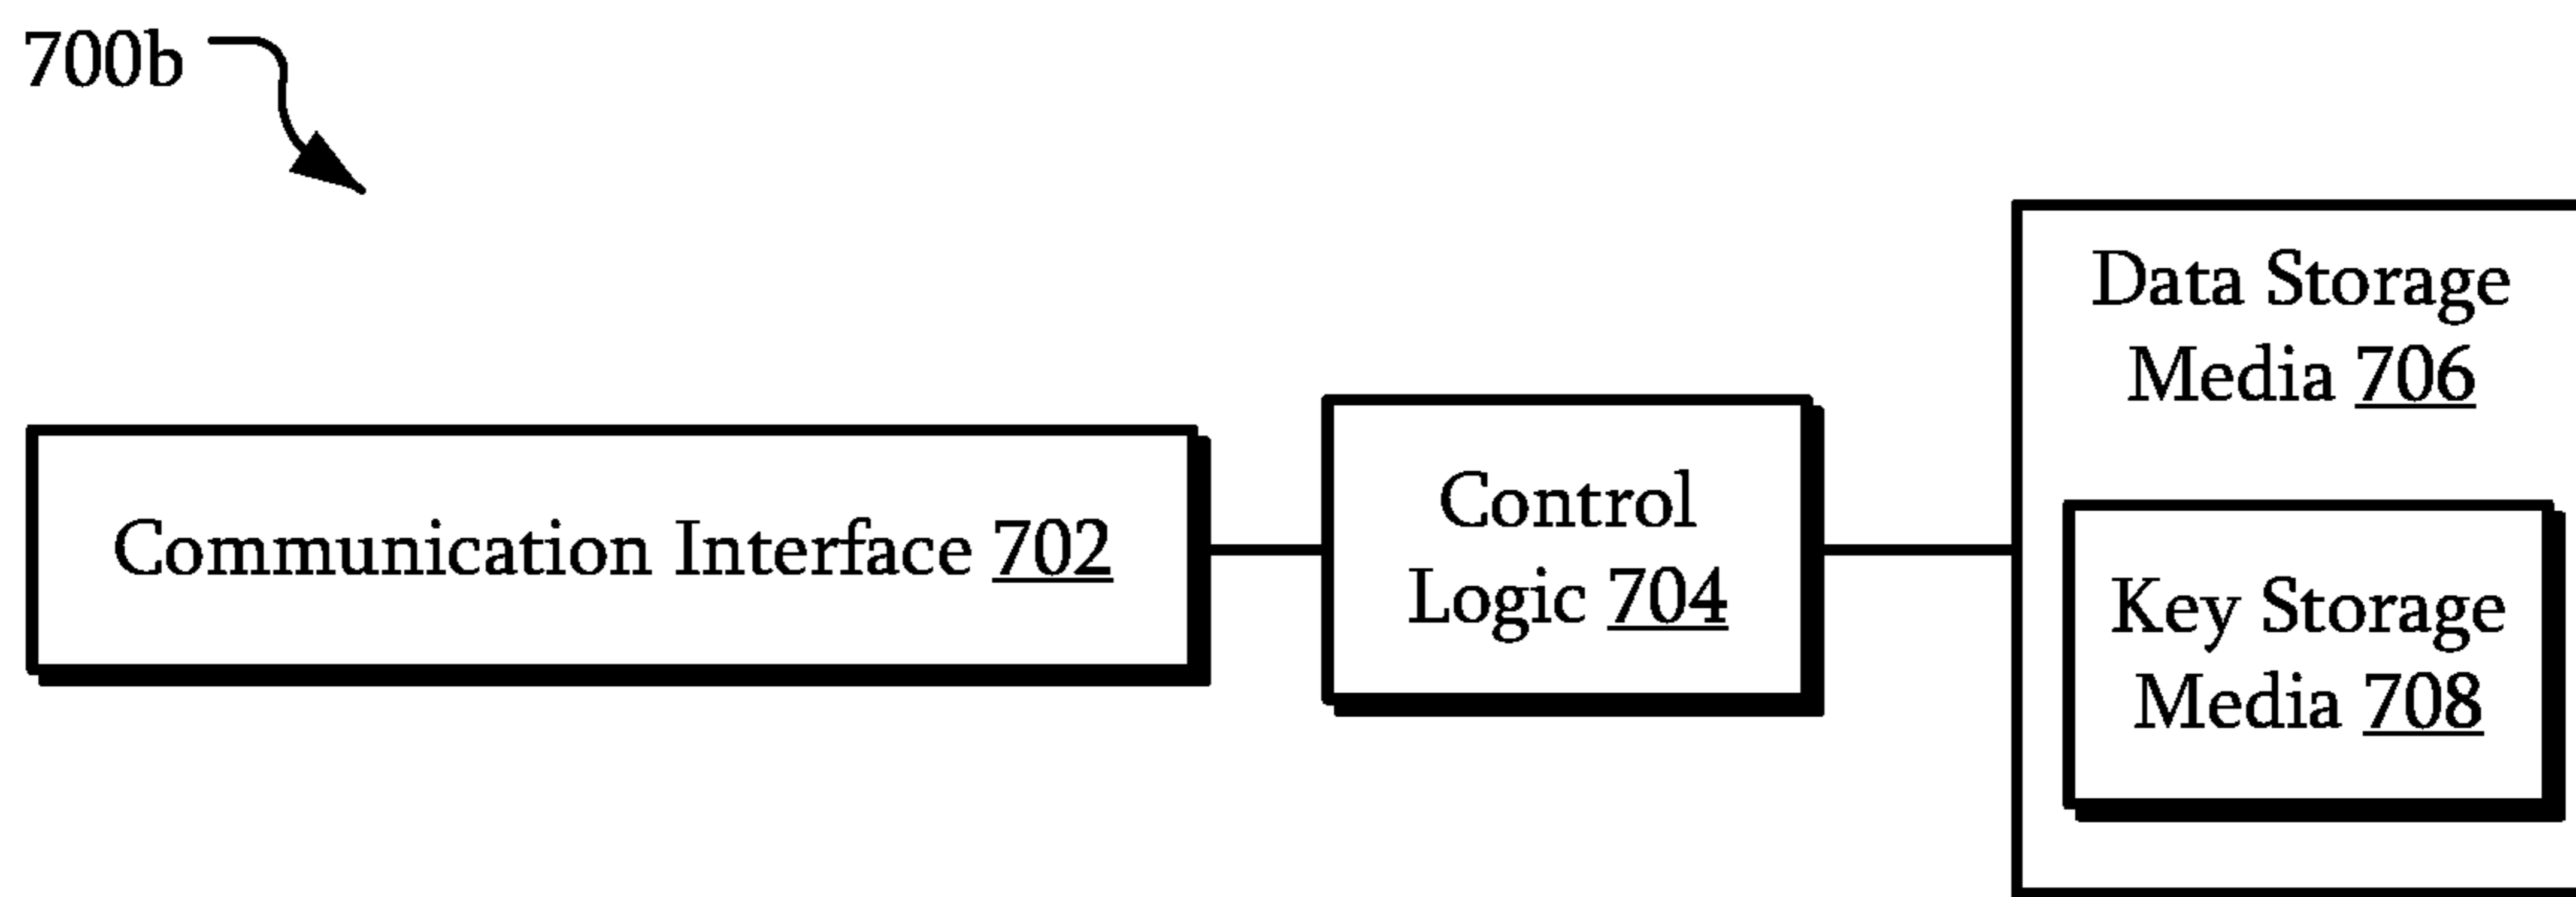 700b
Communication Interface 702
Control
Logic 704
Data Storage
Media 706
Key Storage
Media 708